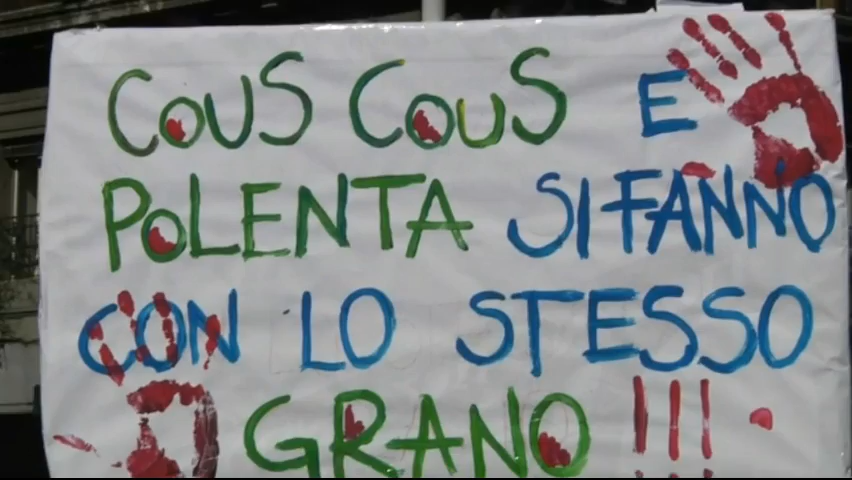 COUS COUS E
POLENTA SI FANNO
CON LO STESSO
GRANO!!!